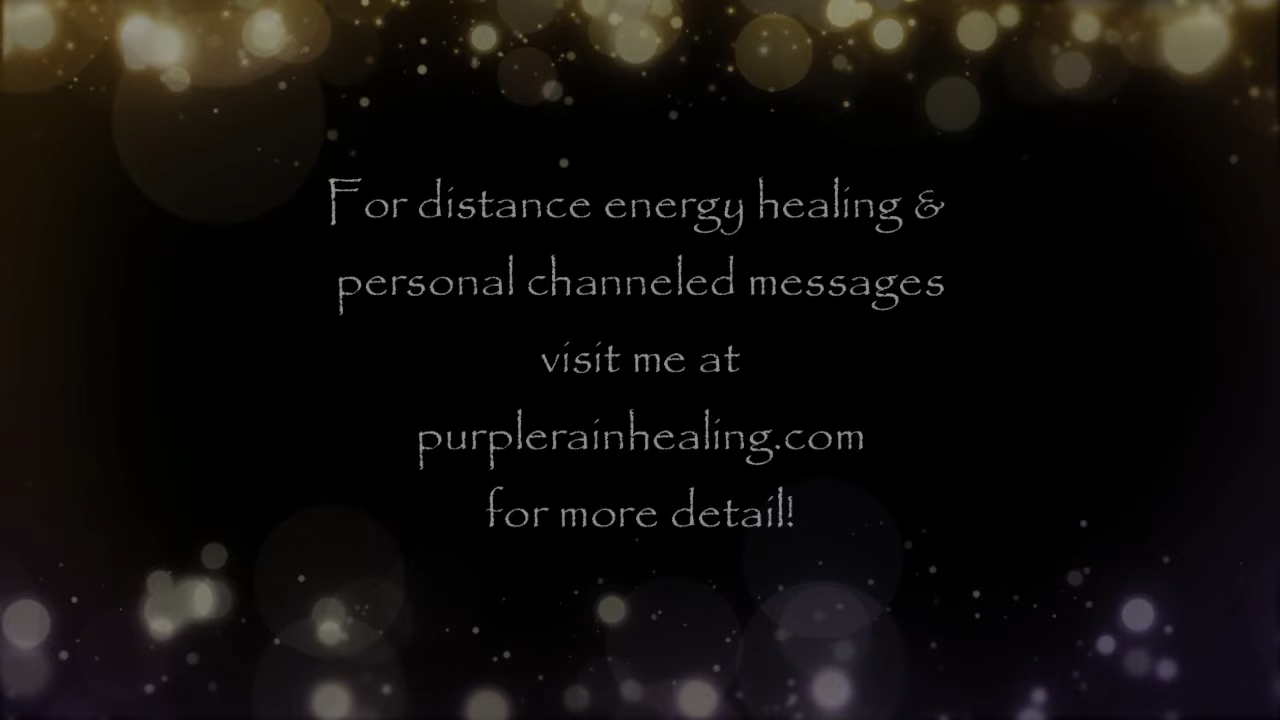 For distance energy healing &
personal channeled messages
visit me at
purplerainhealing.com
for more detail!